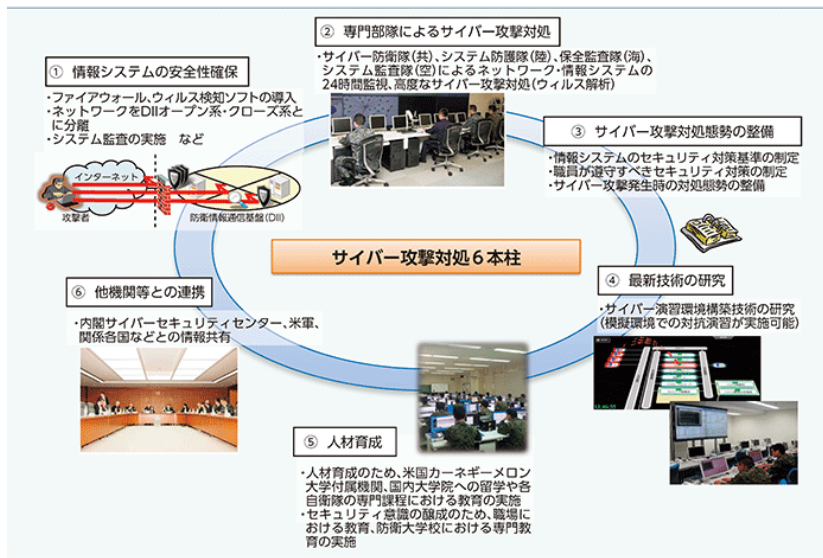 ① 情報システムの安全性確保
・ファイアウォール、ウィルス検知ソフトの導入
・ネットワークをDIIオープン系・クローズ系と
に分離
・システム監査の実施 など
インターネット
攻撃者
防衛情報通信基盤(DII)
② 専門部隊によるサイバー攻撃対処
・サイバー防衛隊(共)、システム防護隊(陸)、保全監査隊(海)、
システム監査隊(空)によるネットワーク・情報システムの
24時間監視、高度なサイバー攻撃対処(ウィルス解析)
③ サイバー攻撃対処態勢の整備
・情報システムのセキュリティ対策基準の制定
・職員が遵守すべきセキュリティ対策の制定
・サイバー攻撃発生時の対処態勢の整備
サイバー攻撃対処6本柱
④ 最新技術の研究
・サイバー演習環境構築技術の研究
(模擬環境での対抗演習が実施可能)
⑤ 人材育成
・人材育成のため、米国カーネギーメロン
大学付属機関、国内大学院への留学や各
自衛隊の専門課程における教育の実施
・セキュリティ意識の醸成のため、職場に
おける教育、防衛大学校における専門教
育の実施
⑥ 他機関等との連携
・内閣サイバーセキュリティセンター、米軍、
関係各国などとの情報共有